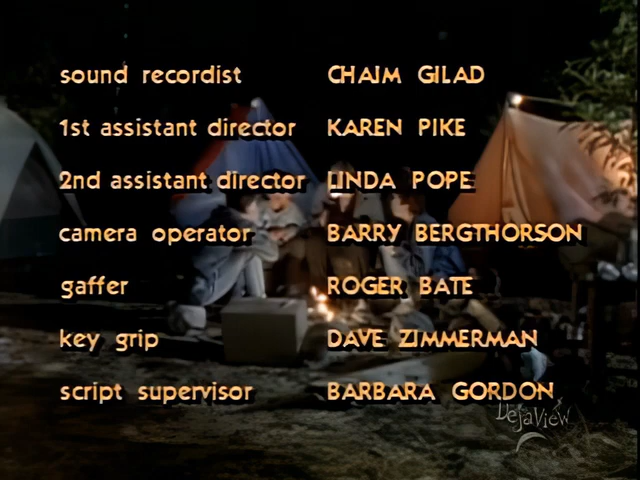 sound recordist CHAIM GILAD
1st assistant director KAREN PIKE
2nd assistant director LINDA POPE
camera operator BARRY BERGTHORSON
gaffer ROGER BATE
key grip DAVE ZIMMERMAN
script supervisor BARBARA GORDON
DejaView